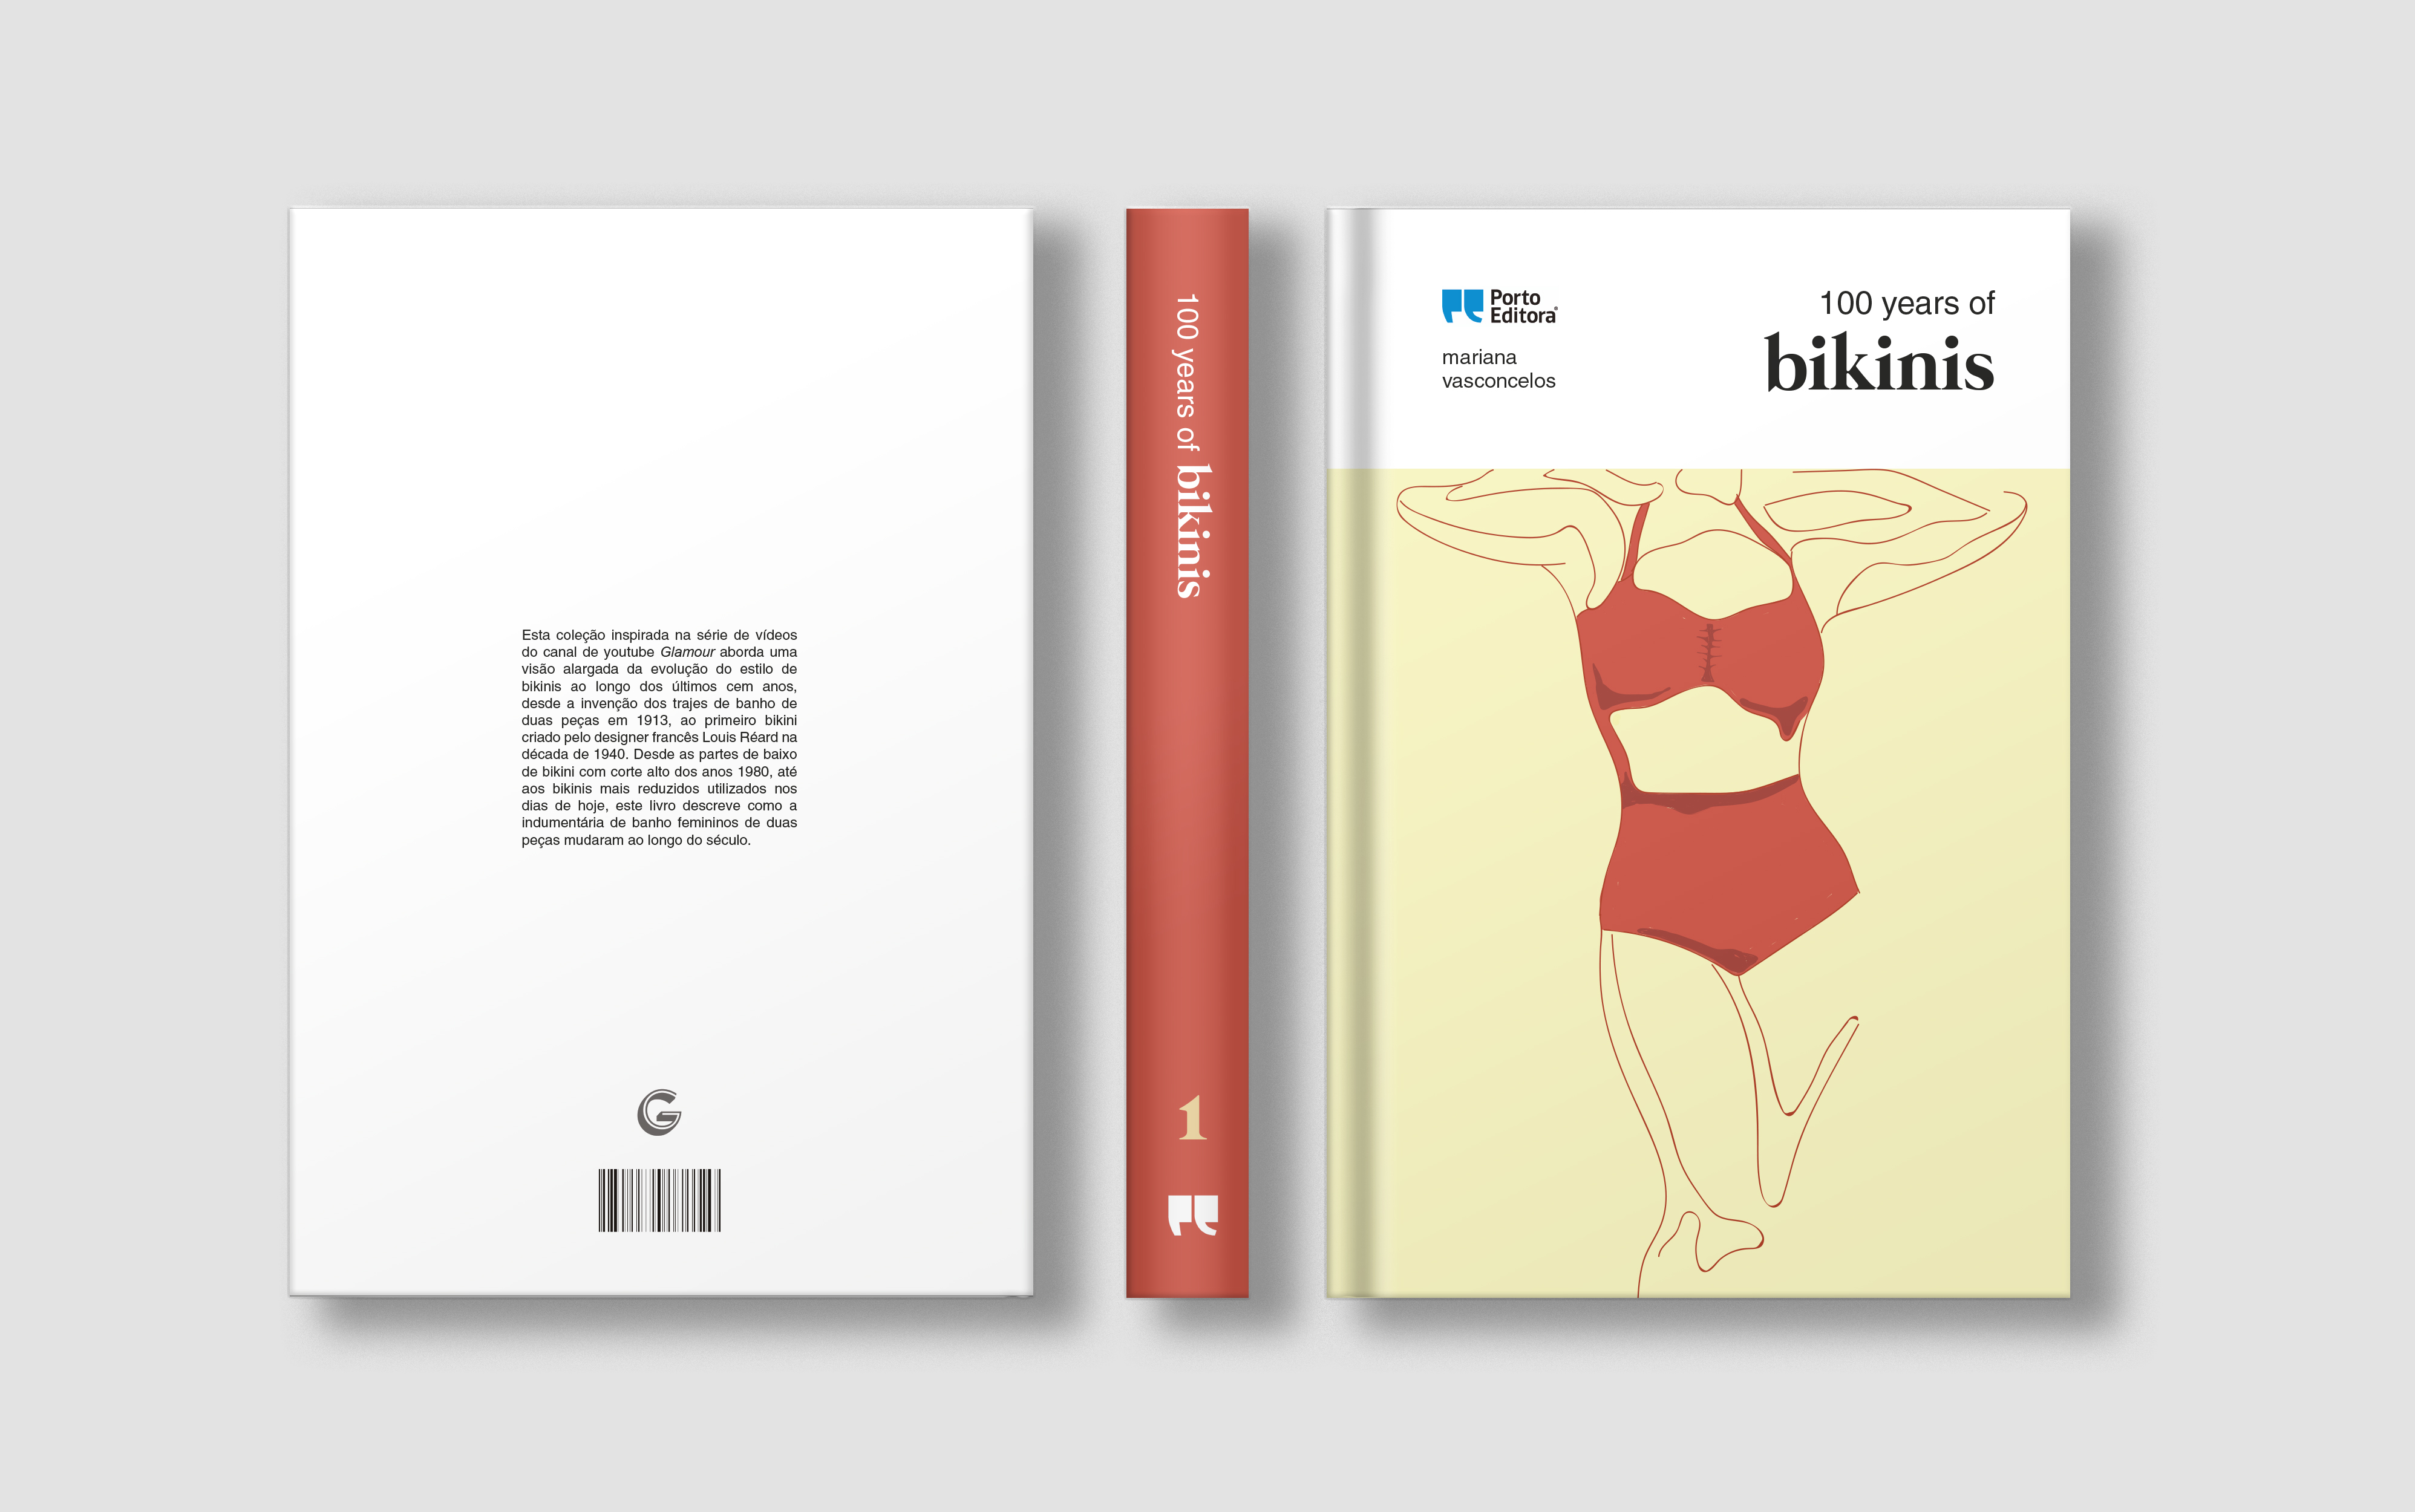 Esta coleção inspirada na série de vídeos
do canal de youtube Glamour aborda uma
visão alargada da evolução do estilo de
bikinis ao longo dos últimos cem anos,
desde a invenção dos trajes de banho de
duas peças em 1913, ao primeiro bikini
criado pelo designer francês Louis Réard na
década de 1940. Desde as partes de baixo
de bikini com corte alto dos anos 1980, até
aos bikinis mais reduzidos utilizados nos
dias de hoje, este livro descreve como a
indumentária de banho femininos de duas
peças mudaram ao longo do século.
G
100 years of bikinis
1
Porto
Editora®
mariana
vasconcelos
100 years of
bikinis